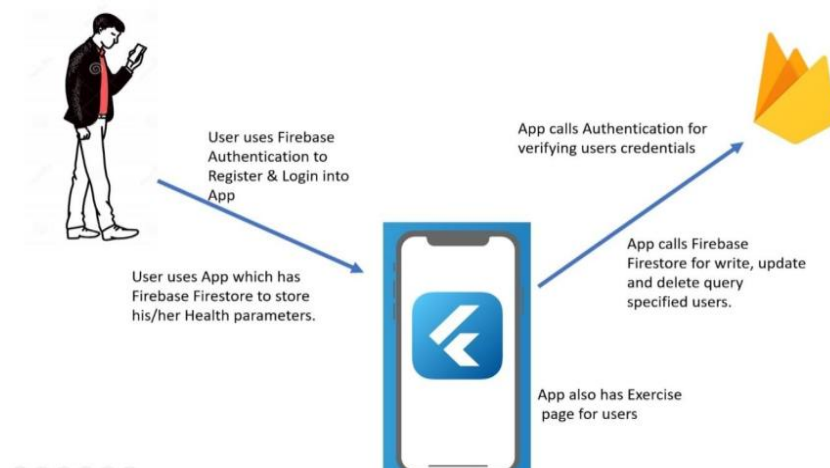 User uses Firebase
Authentication to
Register & Login into
App
App calls Authentication for
verifying users credentials
User uses App which has
Firebase Firestore to store
his/her Health parameters.
App calls Firebase
Firestore for write, update
and delete query
specified users.
App also has Exercise
page for users